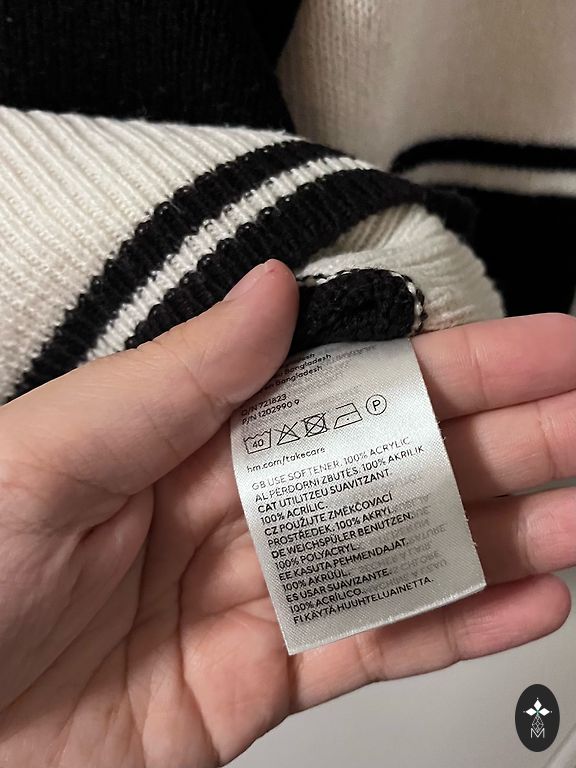 Bangladesh
Bangladesh
O/N 721823
P/N 1202990 9
40
P
hm.com/takecare
GB USE SOFTENER. 100% ACRYLIC
AL PËRDORNI ZBUTËS. 100% AKRILIK
CAT UTILITZEU SUAVITZANT.
100% ACRÍLIC.
CZ POUŽIJTE ZMĚKČOVACÍ
PROSTŘEDEK. 100% AKRYL
DE WEICHSPÜLER BENUTZEN.
100% POLYACRYL.
EE KASUTA PEHMENDAJAT.
100% AKRÜÜL.
ES USAR SUAVIZANTE.
100% ACRÍLICO.
FI KÄYTÄ HUUHTELUAINETTA.
M